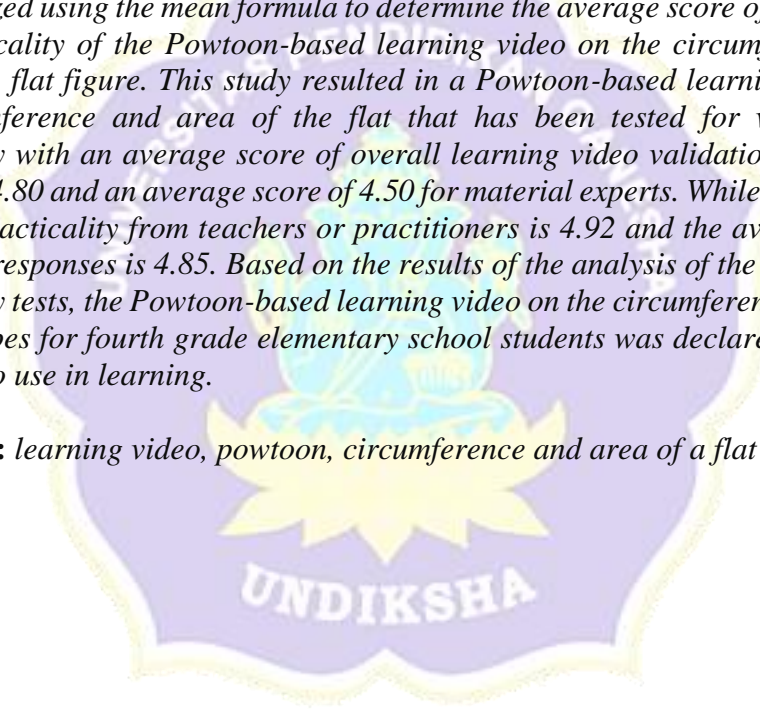 zed using the mean formula to determine the average score of
cality of the Powtoon-based learning video on the circum
flat figure. This study resulted in a Powtoon-based learni
ference and area of the flat that has been tested for v
y with an average score of overall learning video validatio
4.80 and an average score of 4.50 for material experts. While
acticality from teachers or practitioners is 4.92 and the av
responses is 4.85. Based on the results of the analysis of the
y tests, the Powtoon-based learning video on the circumferen
pes for fourth grade elementary school students was declare
o use in learning.
: learning video, powtoon, circumference and area of a flat
UNIVERSITAS PENDIDIKAN GANESHA
UNDIKSHA